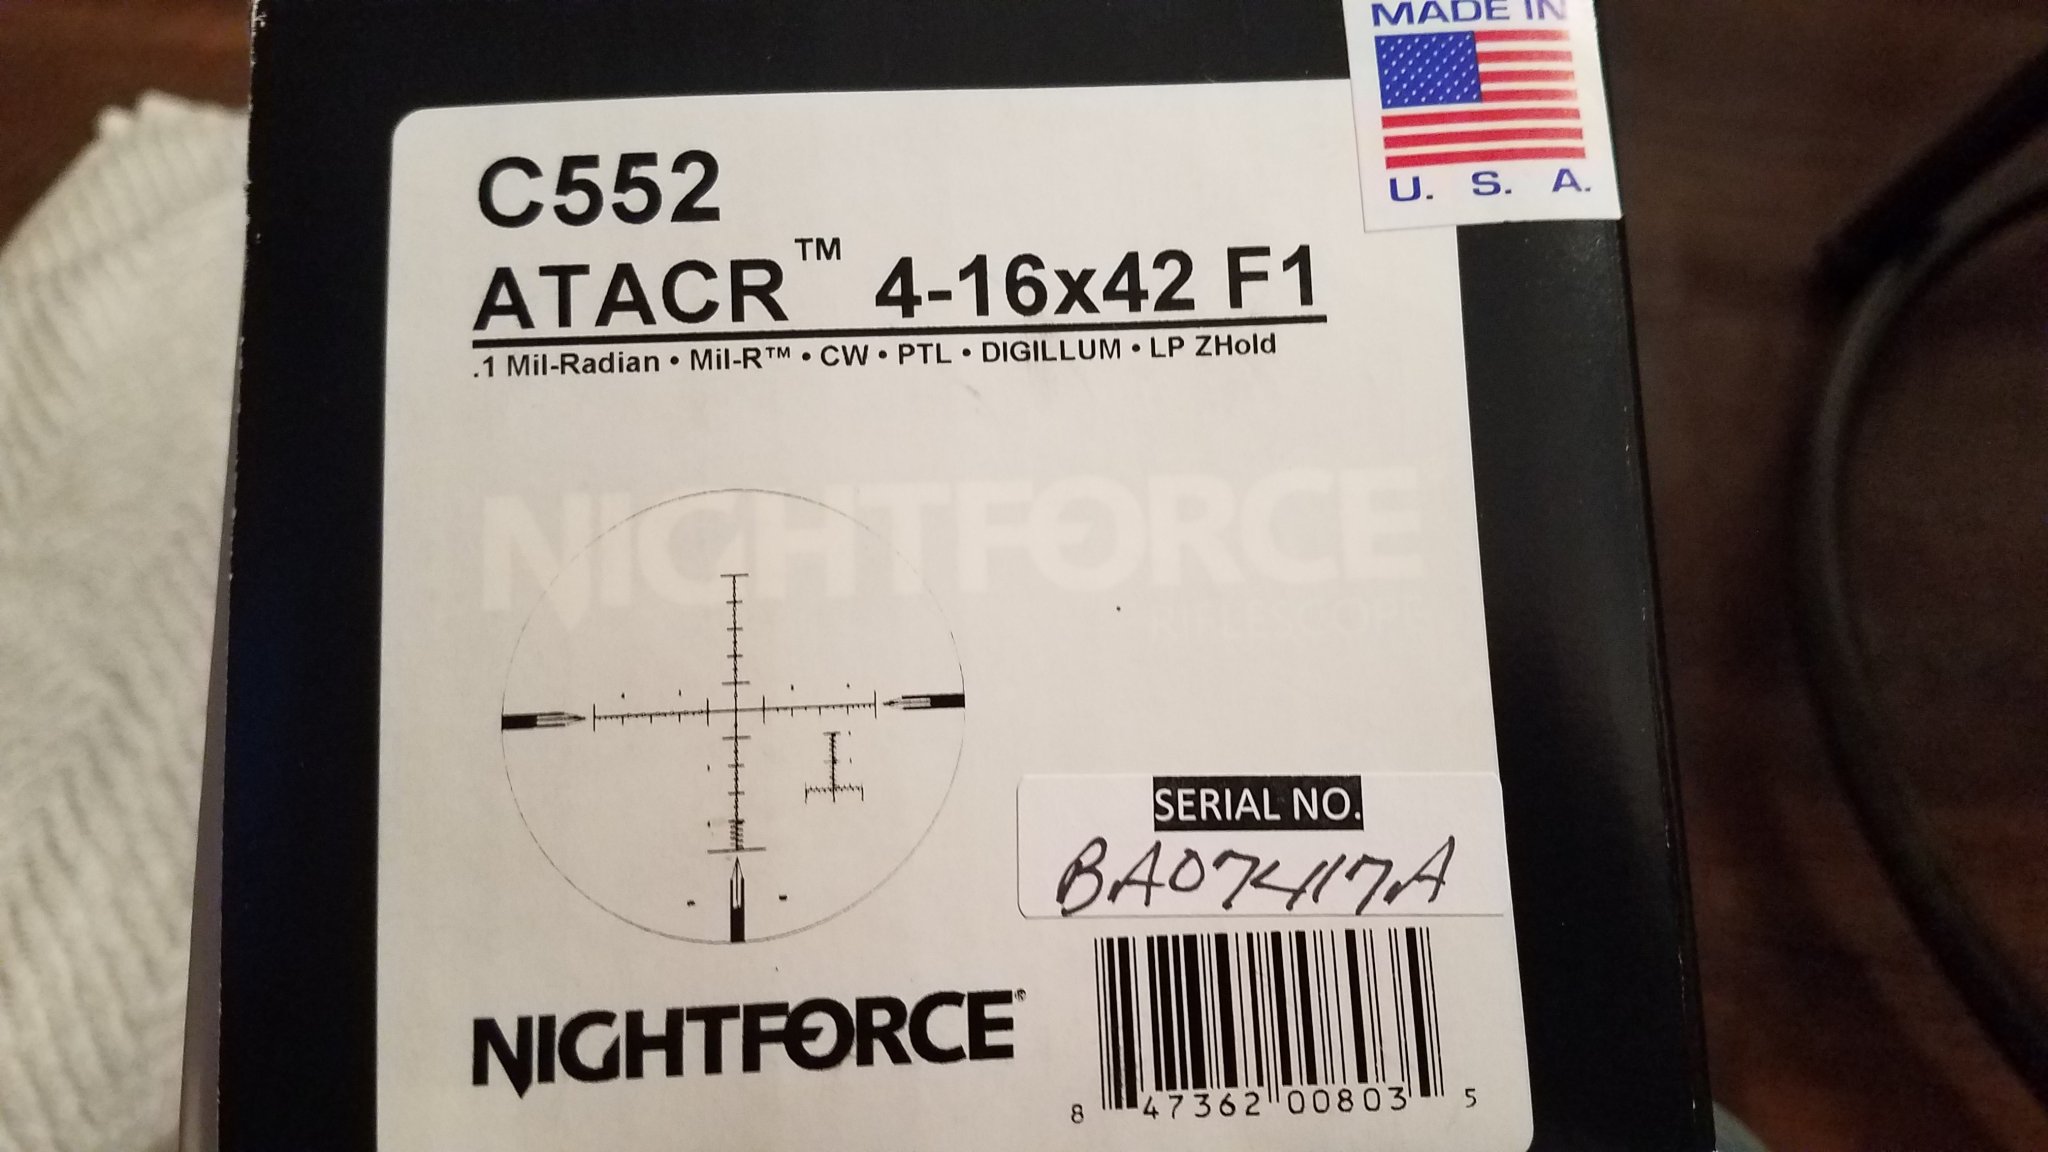 MADE IN
U. S. A.
C552
ATACR™ 4-16x42 F1
.1 Mil-Radian • Mil-R™ • CW • PTL • DIGILLUM • LP ZHold
NIGHTFORCE
RIFLESCOPE
SERIAL NO.
BA07417A
NIGHTFORCE®
8 47362 00803 5